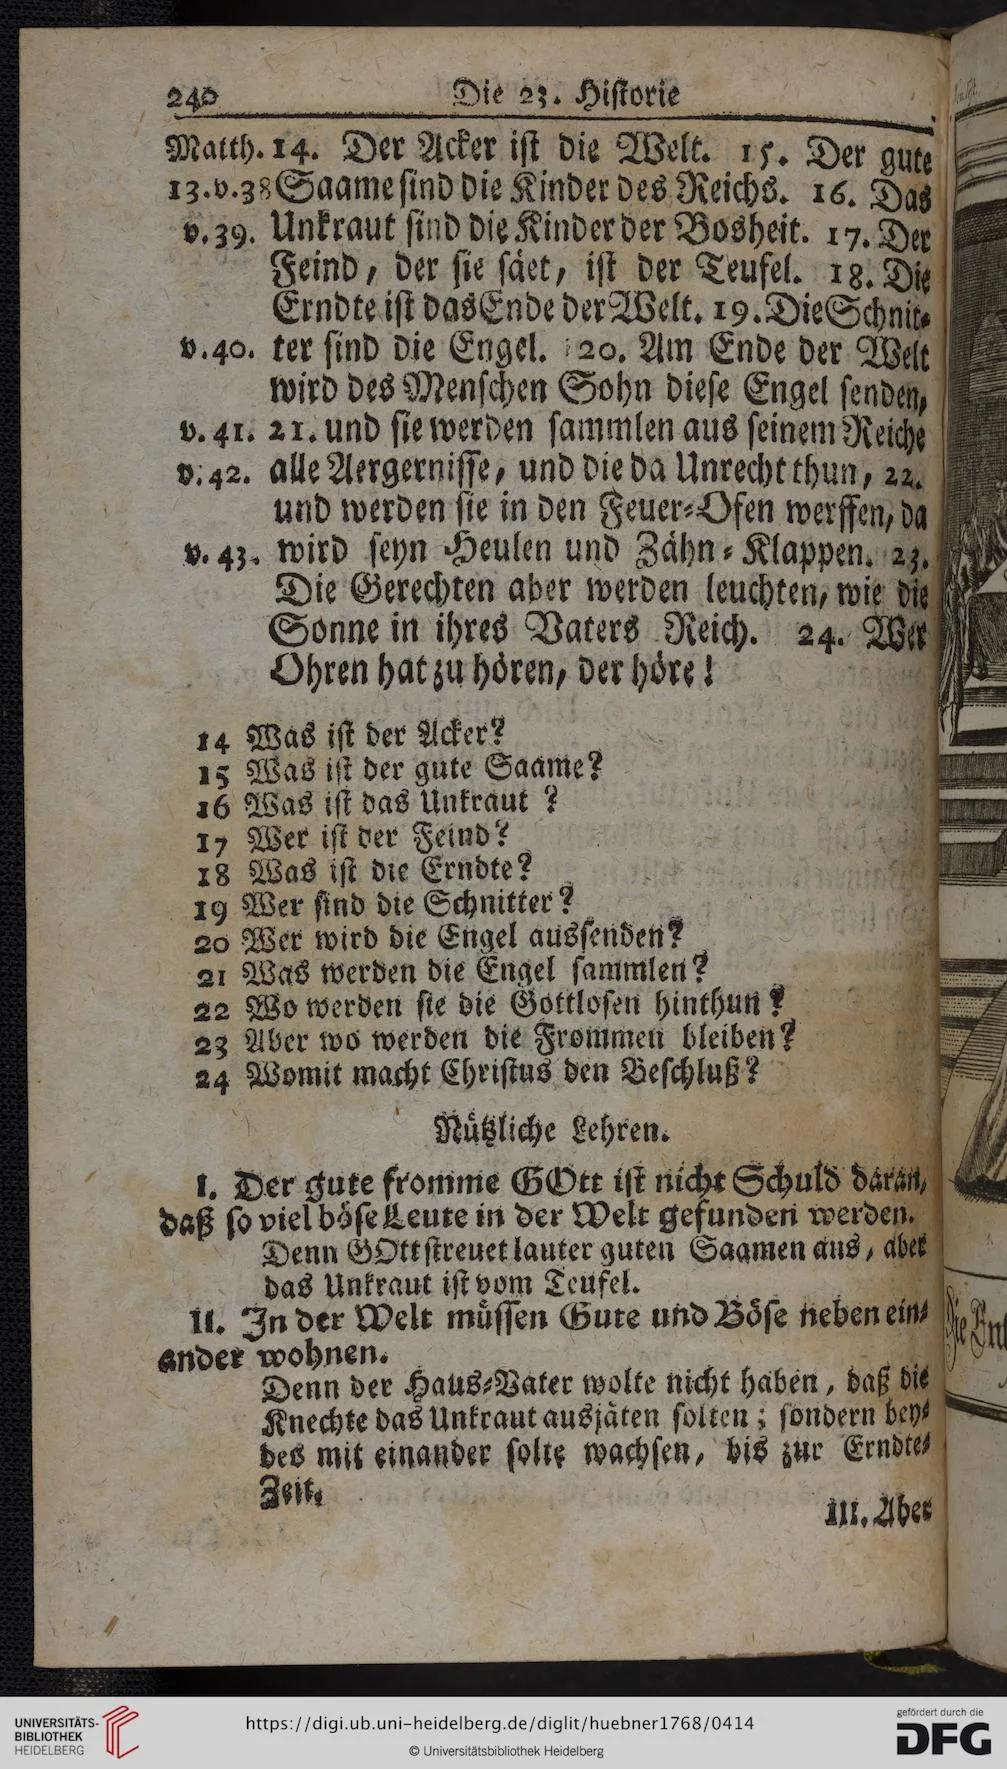 240 Die 23. Historie
Matth. 14. Der Acker ist die Welt. 15. Der gute
13. v. 38 Saame sind die Kinder des Reichs. 16. Das
v. 39. Unkraut sind die Kinder der Bosheit. 17. Der
Feind, der sie säet, ist der Teufel. 18. Die
Erndte ist das Ende der Welt. 19. Die Schnit-
v. 40. ter sind die Engel. 20. Am Ende der Welt
wird des Menschen Sohn diese Engel senden,
v. 41. 21. und sie werden sammlen aus seinem Reiche
v. 42. alle Aergernisse, und die da Unrecht thun, 22.
und werden sie in den Feuer-Ofen werffen, da
v. 43. wird seyn Heulen und Zähn-Klappen. 23.
Die Gerechten aber werden leuchten, wie die
Sonne in ihres Vaters Reich. 24. Wer
Ohren hat zu hören, der höre!
14 Was ist der Acker?
15 Was ist der gute Saame?
16 Was ist das Unkraut?
17 Wer ist der Feind?
18 Was ist die Erndte?
19 Wer sind die Schnitter?
20 Wer wird die Engel aussenden?
21 Was werden die Engel sammlen?
22 Wo werden sie die Gottlosen hinthun?
23 Aber wo werden die Frommen bleiben?
24 Womit macht Christus den Beschluß?
Nützliche Lehren.
I. Der gute fromme GOtt ist nicht Schuld daran,
daß so viel böse Leute in der Welt gefunden werden.
Denn GOtt streuet lauter guten Saamen aus, aber
das Unkraut ist vom Teufel.
II. In der Welt müssen Gute und Böse neben ein-
ander wohnen.
Denn der Haus-Vater wolte nicht haben, daß die
Knechte das Unkraut ausjäten solten; sondern bey-
des mit einander solte wachsen, bis zur Erndte-
Zeit.
III. Aber
UNIVERSITÄTS-
BIBLIOTHEK
HEIDELBERG
https://digi.ub.uni-heidelberg.de/diglit/huebner1768/0414
© Universitätsbibliothek Heidelberg
gefördert durch die
DFG